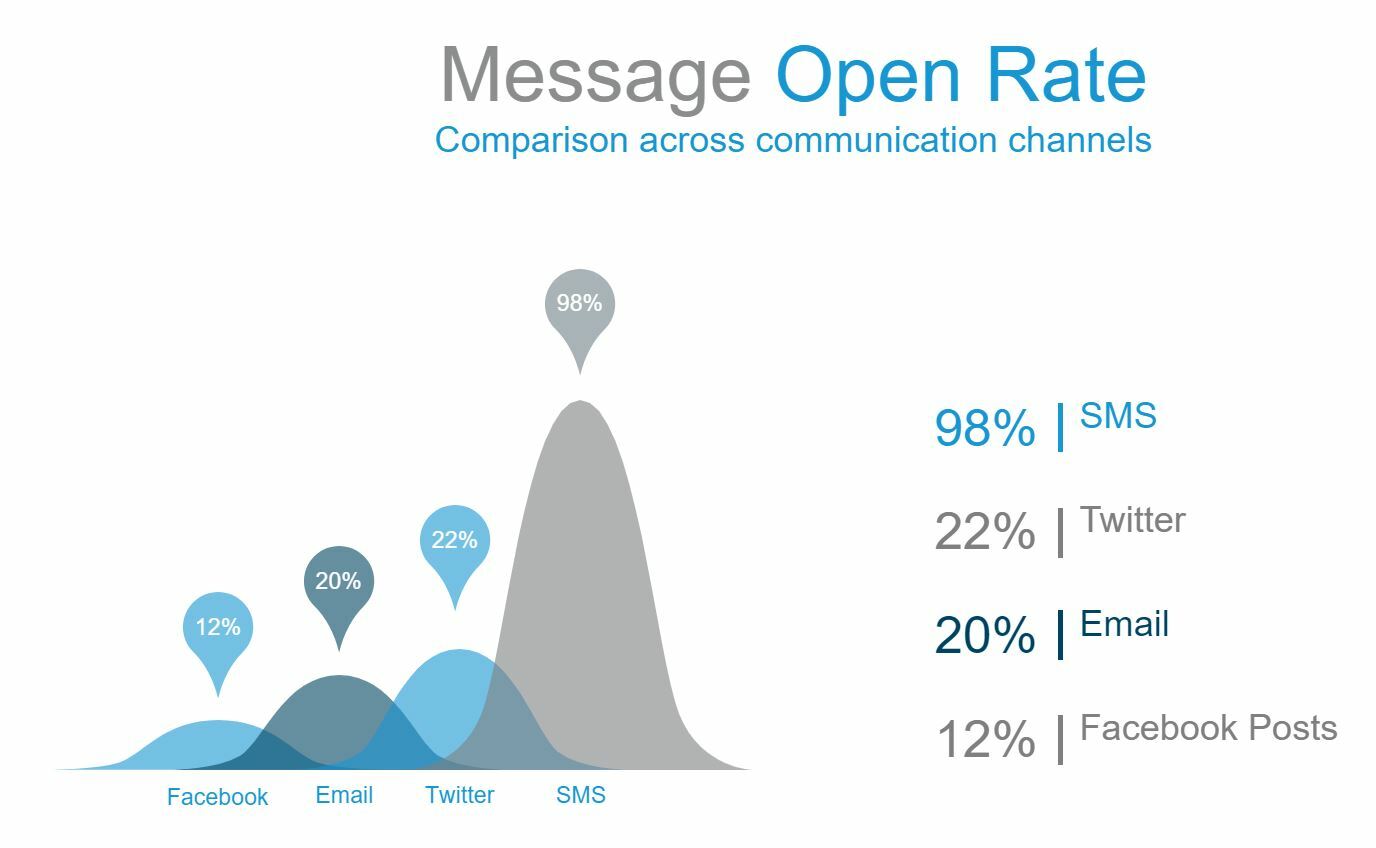 Message Open Rate
Comparison across communication channels
98%
22%
20%
12%
Facebook
Email
Twitter
SMS
98% SMS
22% Twitter
20% Email
12% Facebook Posts